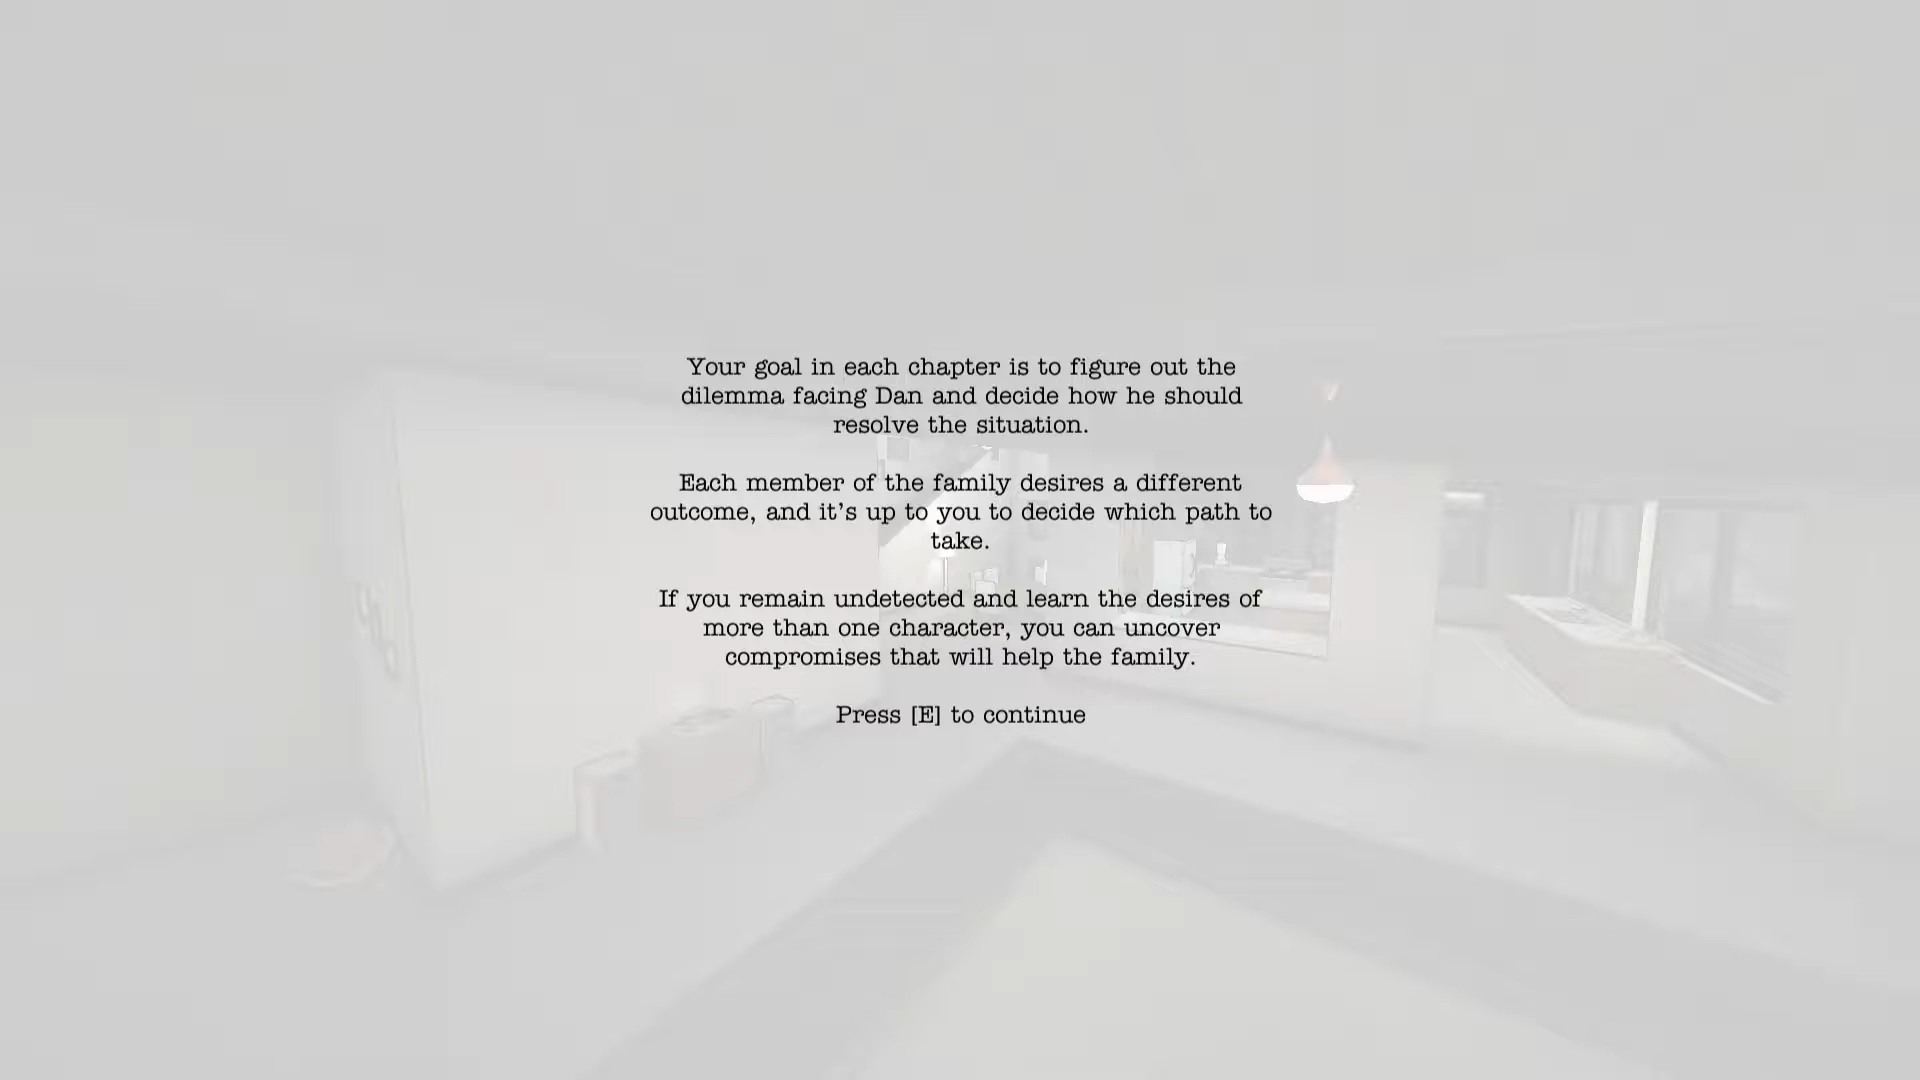 Your goal in each chapter is to figure out the
dilemma facing Dan and decide how he should
resolve the situation.
Each member of the family desires a different
outcome, and it's up to you to decide which path to
take.
If you remain undetected and learn the desires of
more than one character, you can uncover
compromises that will help the family.
Press [E] to continue